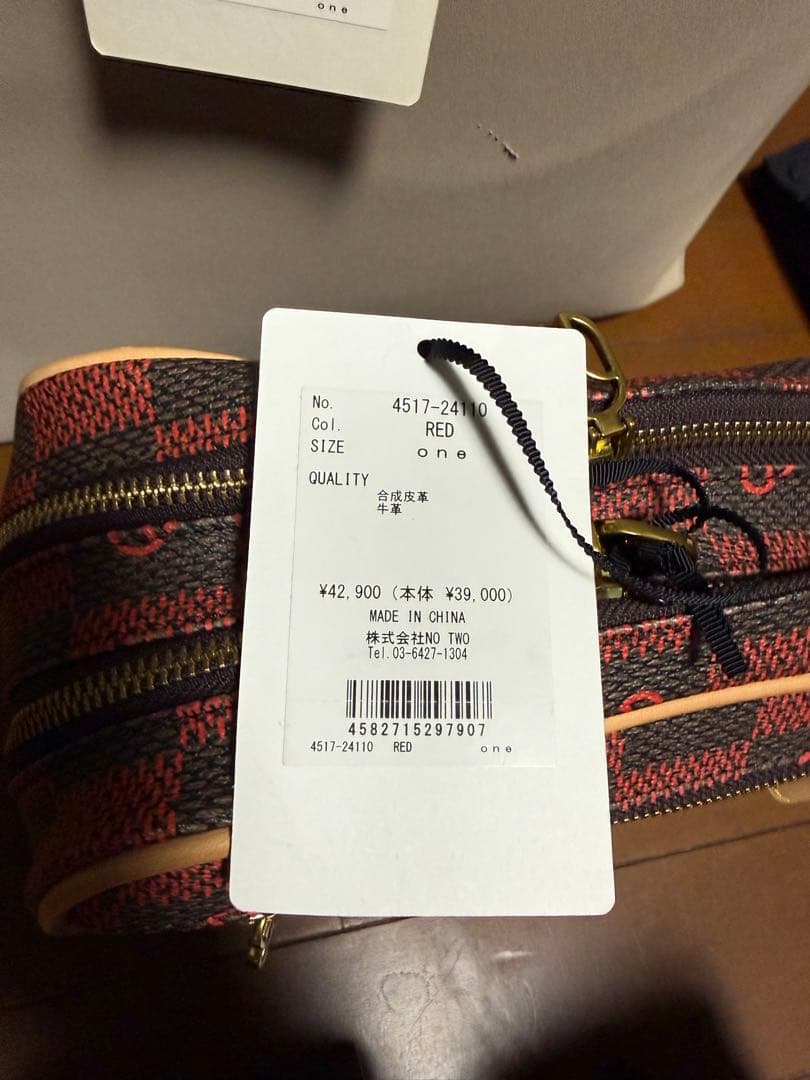 one
No. 4517-24110
Col. RED
SIZE one
QUALITY
合成皮革
牛革
¥42,900 (本体 ¥39,000)
MADE IN CHINA
株式会社NO TWO
Tel.03-6427-1304
4582715297907
4517-24110 RED one